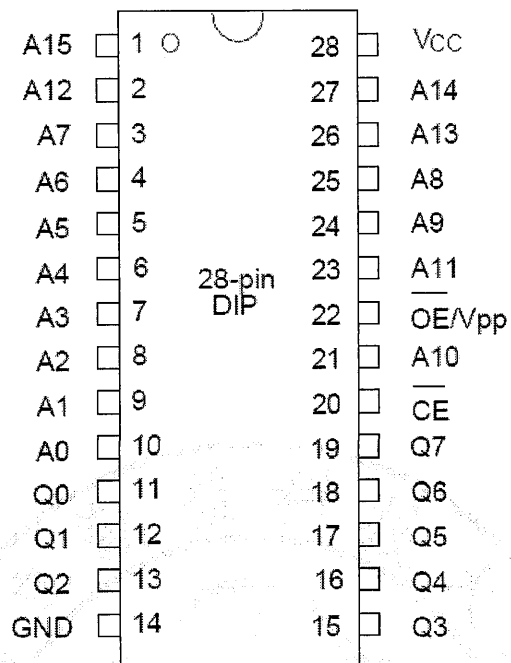 A15 1 28 Vcc
A12 2 27 A14
A7 3 26 A13
A6 4 25 A8
A5 5 24 A9
A4 6 23 A11
28-pin
DIP
A3 7 22 OE/Vpp
A2 8 21 A10
A1 9 20 CE
A0 10 19 Q7
Q0 11 18 Q6
Q1 12 17 Q5
Q2 13 16 Q4
GND 14 15 Q3